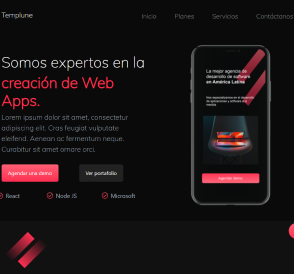 Templune
Inicio Planes Servicios Contáctanos
Somos expertos en la
creación de Web
Apps.
Lorem ipsum dolor sit amet, consectetur
adipiscing elit. Cras feugiat vulputate
eleifend. Aenean ac fermentum neque.
Curabitur sit amet ornare orci.
Agendar una demo Ver portafolio
React Node JS Microsoft
La mejor agencia de
desarrollo de software
en América Latina
Nos especializamos en el desarrollo
de aplicaciones y software a la
medida
Agendar demo